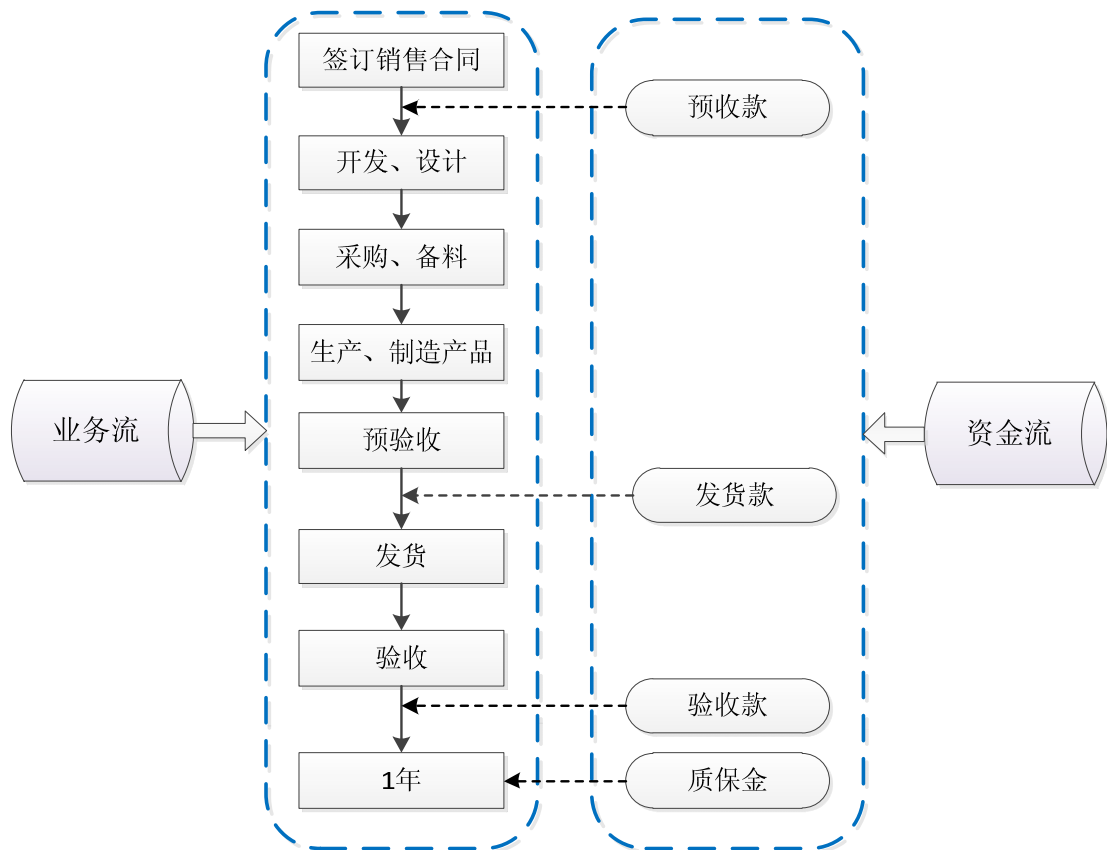 签订销售合同
预收款
开发、设计
采购、备料
生产、制造产品
业务流
预验收
资金流
发货款
发货
验收
验收款
1年
质保金